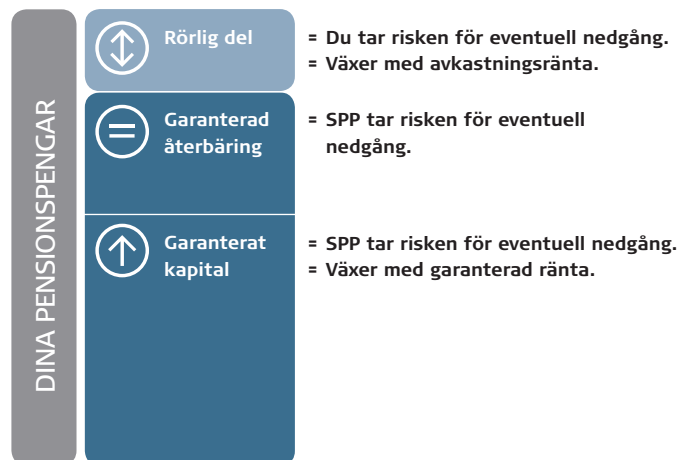 DINA PENSIONSPENGAR
Rörlig del
= Du tar risken för eventuell nedgång.
= Växer med avkastningsränta.
Garanterad
återbäring
= SPP tar risken för eventuell
nedgång.
Garanterat
kapital
= SPP tar risken för eventuell nedgång.
= Växer med garanterad ränta.